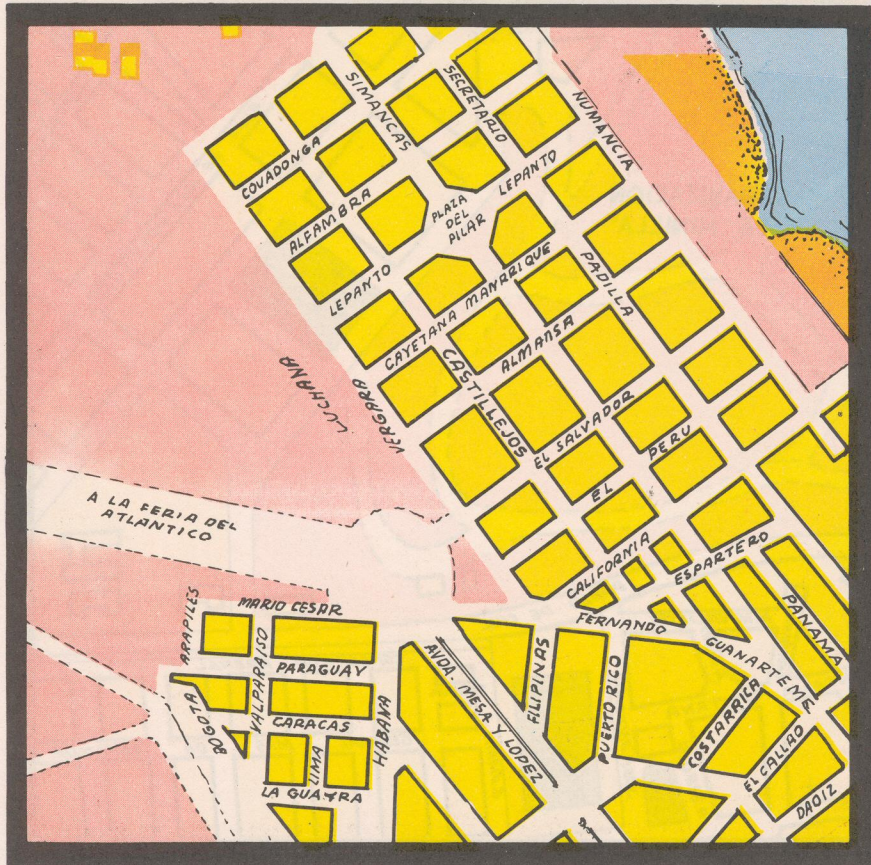 SIMANCAS
SECRETARIO
NUMANCIA
COVADONGA
ALFAMBRA
LEPANTO
PLAZA
DEL
PILAR
LEPANTO
CAYETANA MANRRIQUE
PADILLA
ALMANSA
CASTILLEJOS
LUCHANA
VERGARA
EL SALVADOR
EL PERU
A LA FERIA DEL
ATLANTICO
CALIFORNIA
ESPARTERO
ARAPILES
MARIO CESAR
FERNANDO GUANARTEME
PANAMA
VALPARAISO
PARAGUAY
AVDA. MESA Y LOPEZ
FILIPINAS
PUERTO RICO
COSTARRICA
BOGOTA
CARACAS
HABANA
LIMA
EL CALLAO
LA GUAYRA
DAOIZ